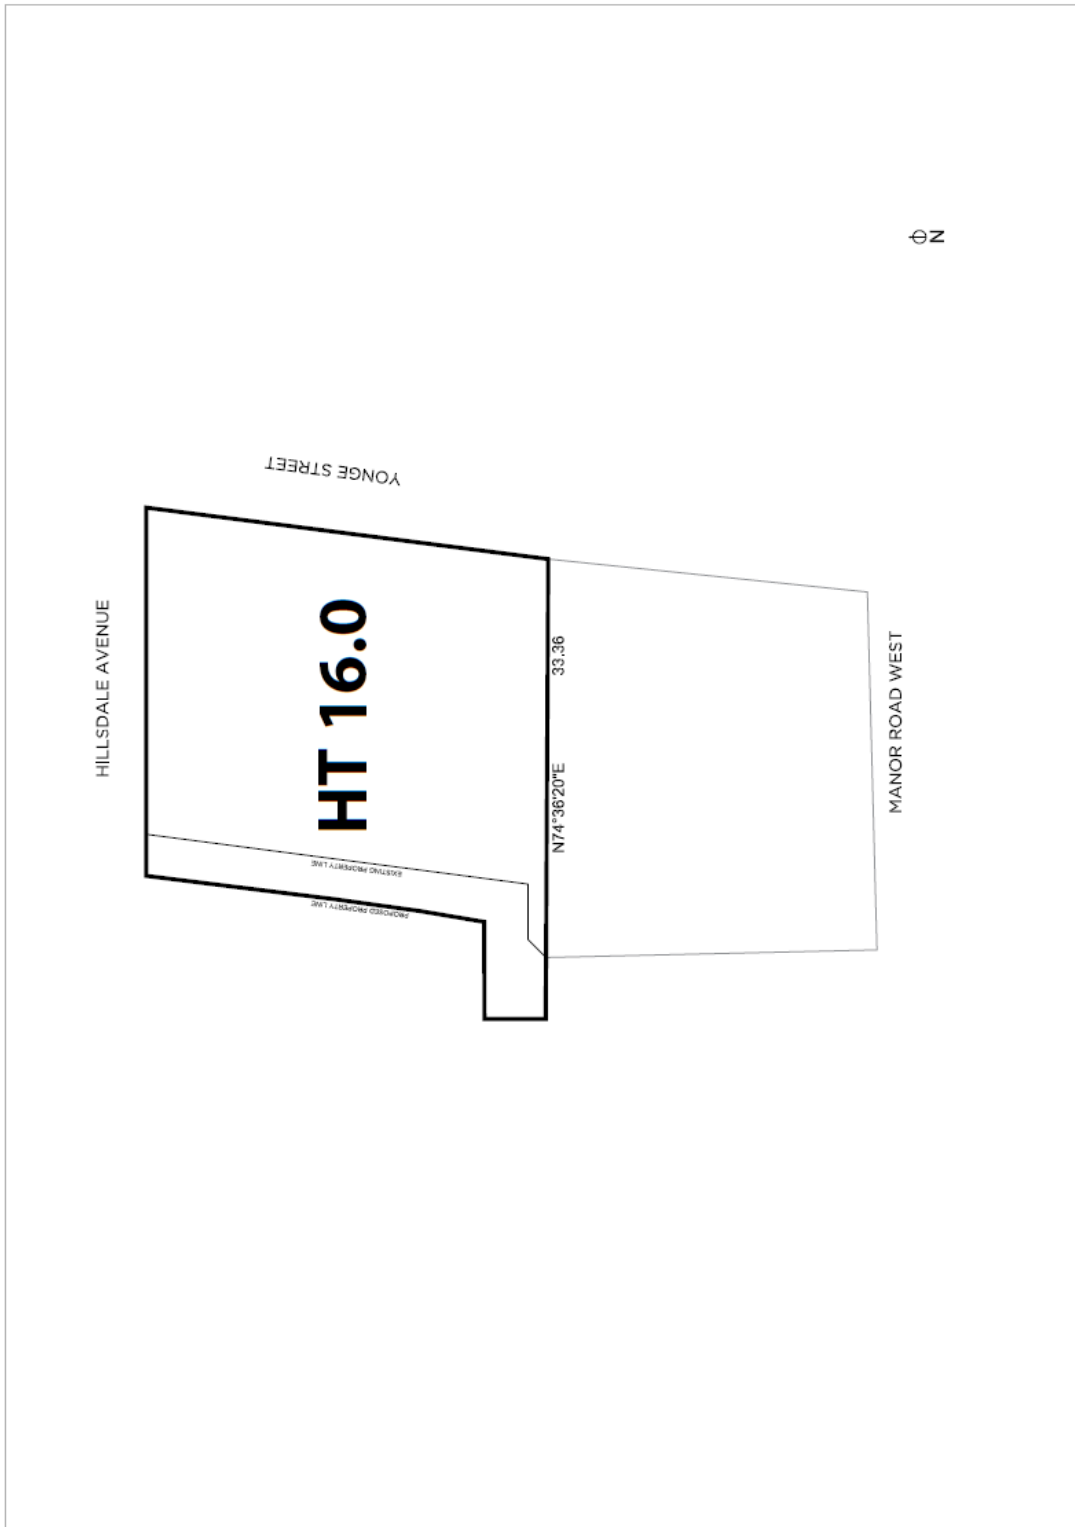 N
YONGE STREET
HILLSDALE AVENUE
HT 16.0
33.36
N74°36'20"E
MANOR ROAD WEST
EXISTING PROPERTY LINE
PROPOSED PROPERTY LINE